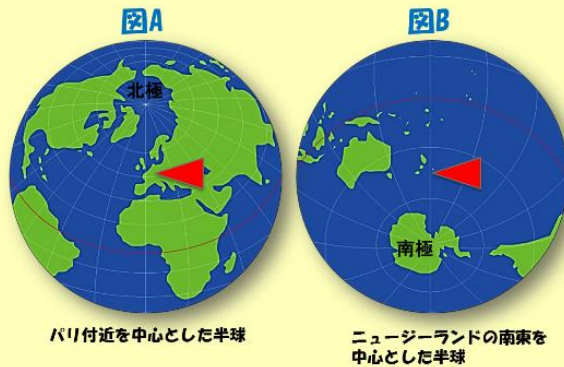 図A
図B
北極
南極
パリ付近を中心とした半球
ニュージーランドの南東を
中心とした半球